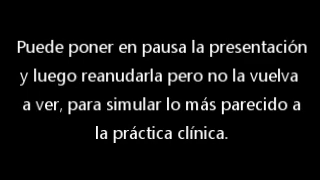 Puede poner en pausa la presentación
y luego reanudarla pero no la vuelva
a ver, para simular lo más parecido a
la práctica clínica.